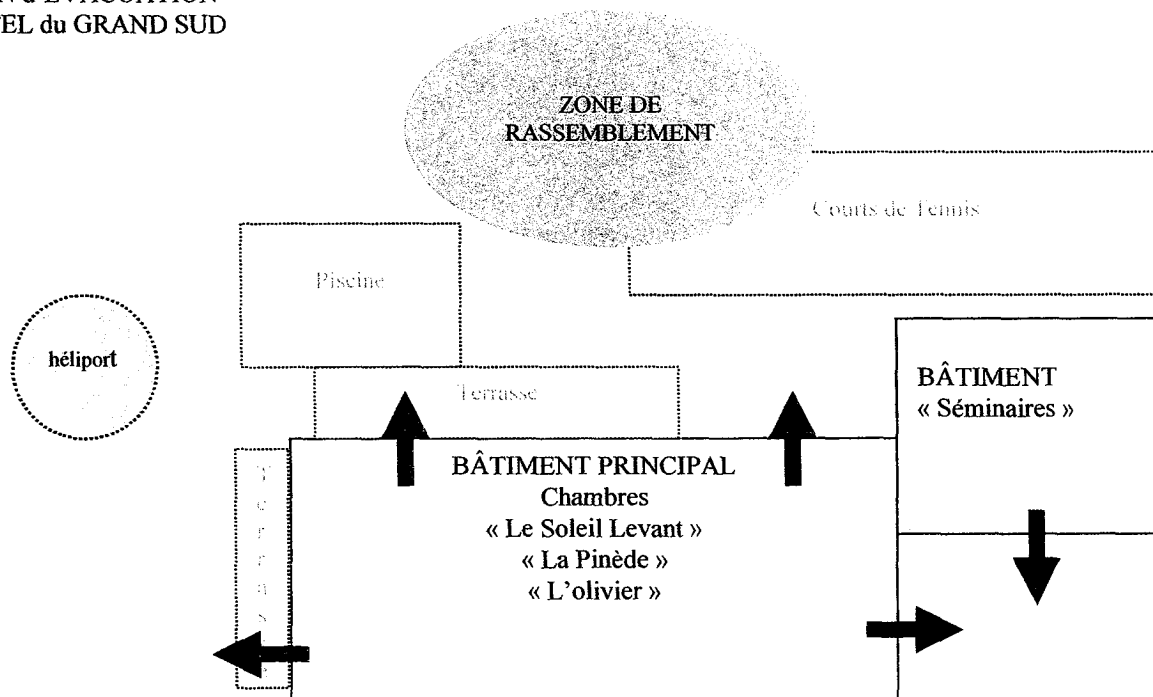 d'ÉVACUATION
du GRAND SUD
ZONE DE
RASSEMBLEMENT
Courts de Tennis
Piscine
héliport
Terrasse
BÂTIMENT
« Séminaires »
BÂTIMENT PRINCIPAL
Chambres
« Le Soleil Levant »
« La Pinède »
« L'olivier »